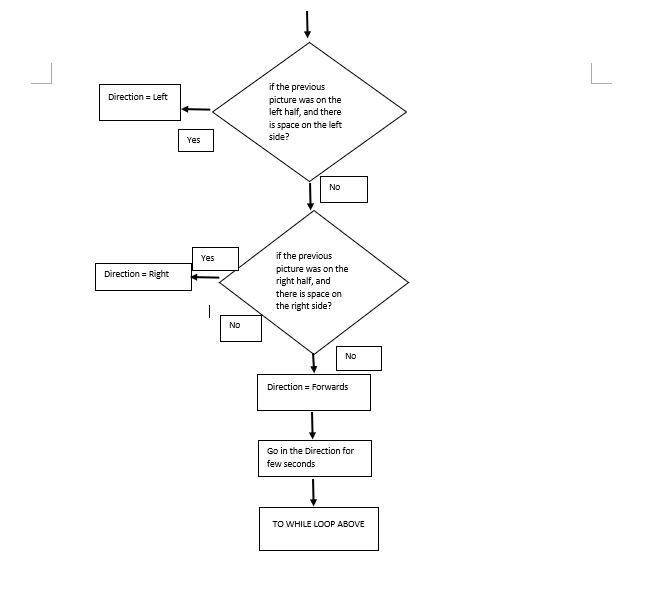 if the previous
picture was on the
left half, and there
is space on the left
side?
Direction = Left
Yes
No
if the previous
picture was on the
right half, and
there is space on
the right side?
Yes
Direction = Right
No
No
Direction = Forwards
Go in the Direction for
few seconds
TO WHILE LOOP ABOVE